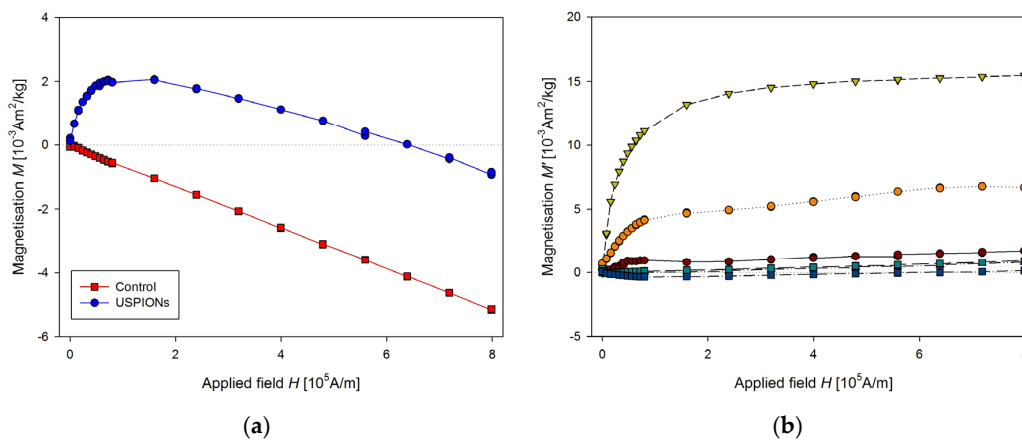 4
2
0
-2
-4
-6
Magnetisation M [10⁻³Am²/kg]
Control
USPIONs
0 2 4 6 8
Applied field H [10⁵A/m]
(a)
20
15
10
5
0
-5
Magnetisation M' [10⁻³Am²/kg]
0 2 4 6
Applied field H [10⁵A/m]
(b)